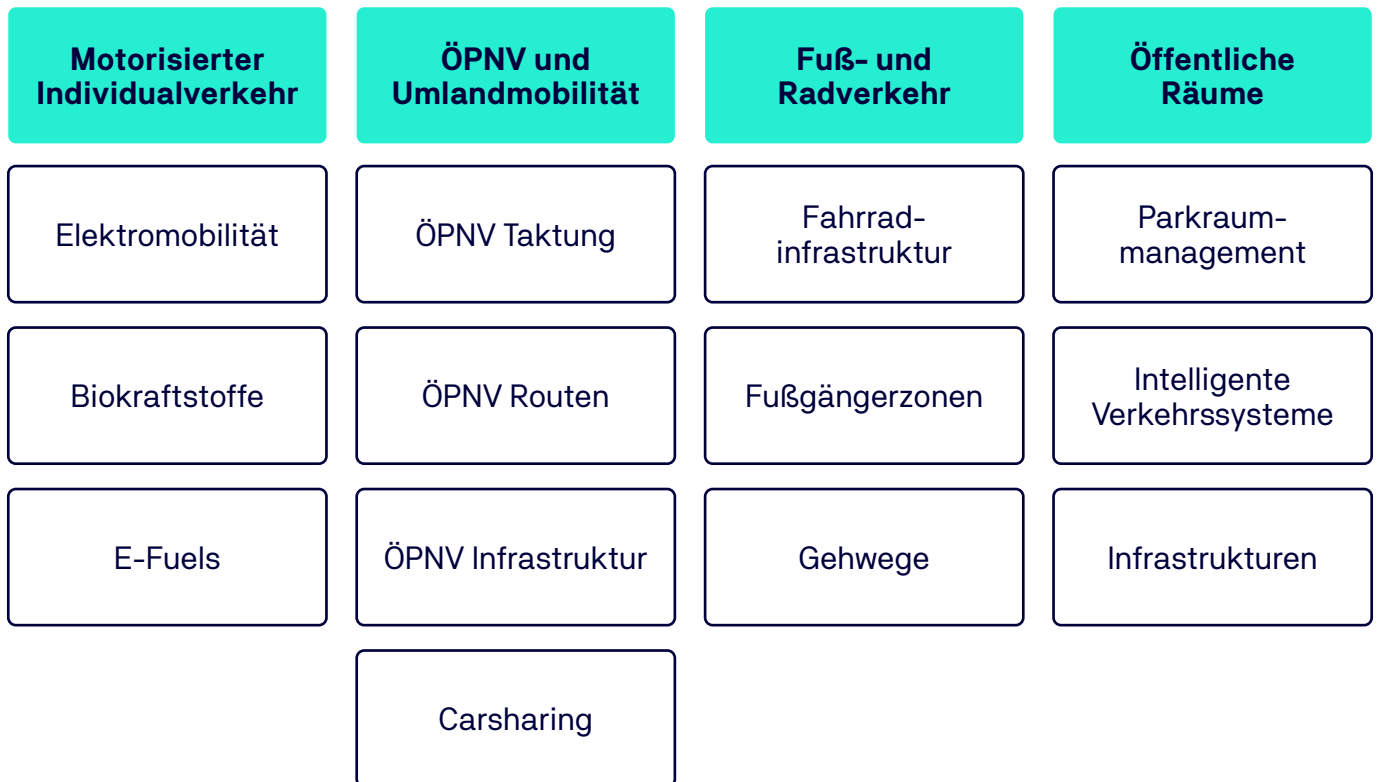 Motorisierter
Individualverkehr
ÖPNV und
Umlandmobilität
Fuß- und
Radverkehr
Öffentliche
Räume
Elektromobilität
ÖPNV Taktung
Fahrrad-
infrastruktur
Parkraum-
management
Biokraftstoffe
ÖPNV Routen
Fußgängerzonen
Intelligente
Verkehrssysteme
E-Fuels
ÖPNV Infrastruktur
Gehwege
Infrastrukturen
Carsharing